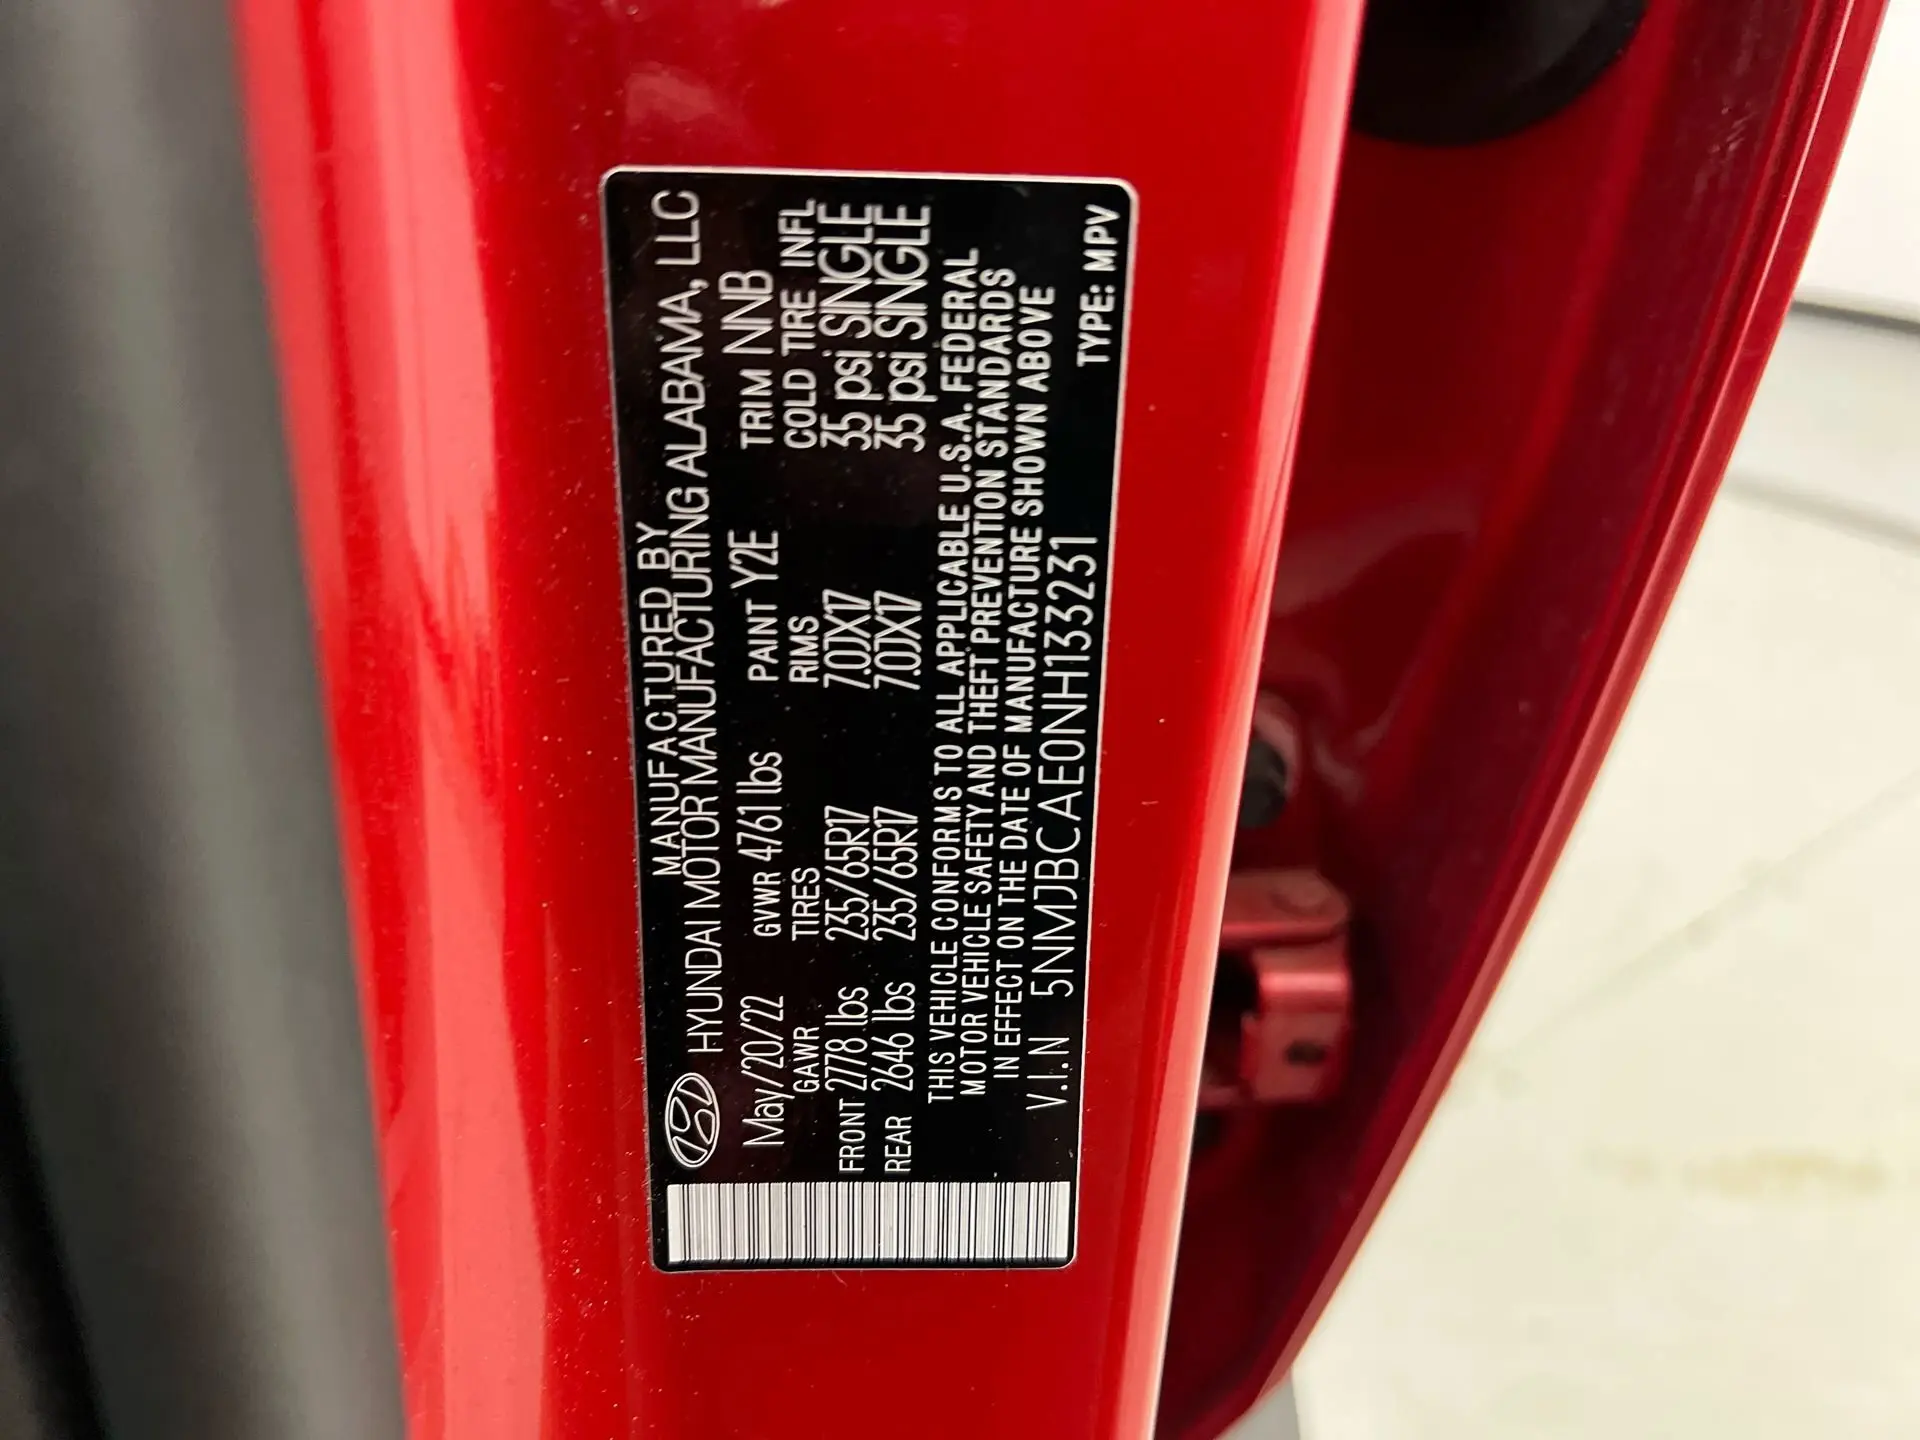 MANUFACTURED BY
HYUNDAI MOTOR MANUFACTURING ALABAMA, LLC
May/20/22 GVWR 4761 lbs PAINT Y2E TRIM NNB
GAWR TIRES RIMS COLD TIRE INFL
FRONT 2778 lbs 235/65R17 7.0JX17 35 psi SINGLE
REAR 2646 lbs 235/65R17 7.0JX17 35 psi SINGLE
THIS VEHICLE CONFORMS TO ALL APPLICABLE U.S.A. FEDERAL
MOTOR VEHICLE SAFETY AND THEFT PREVENTION STANDARDS
IN EFFECT ON THE DATE OF MANUFACTURE SHOWN ABOVE
V.I.N 5NMJBCAE0NH133231 TYPE: MPV